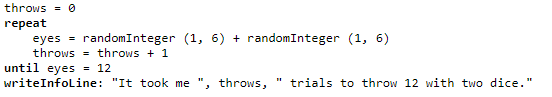 throws = 0
repeat
    eyes = randomInteger (1, 6) + randomInteger (1, 6)
    throws = throws + 1
until eyes = 12
writeInfoLine: "It took me ", throws, " trials to throw 12 with two dice."